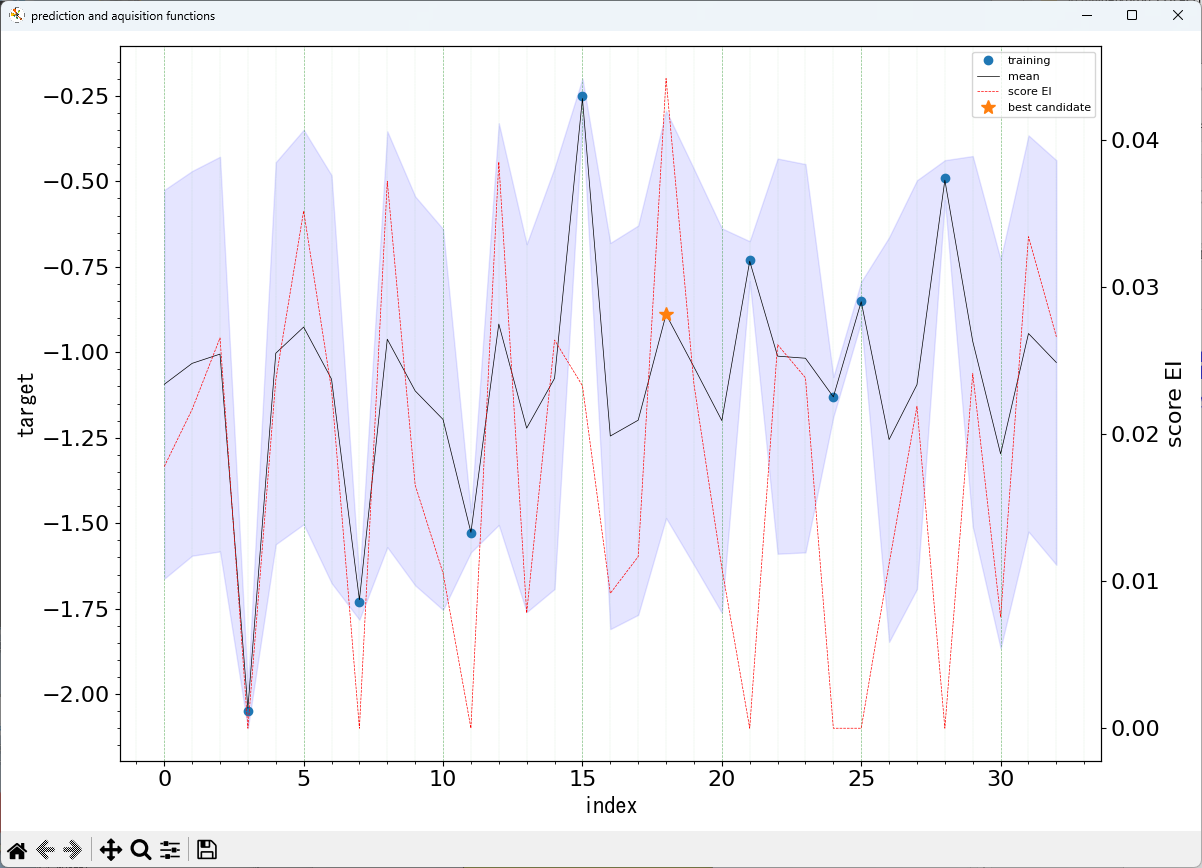 prediction and aquisition functions
training
mean
score EI
best candidate
−0.25
−0.50
−0.75
−1.00
−1.25
−1.50
−1.75
−2.00
target
0.04
0.03
0.02
0.01
0.00
score EI
0 5 10 15 20 25 30
index